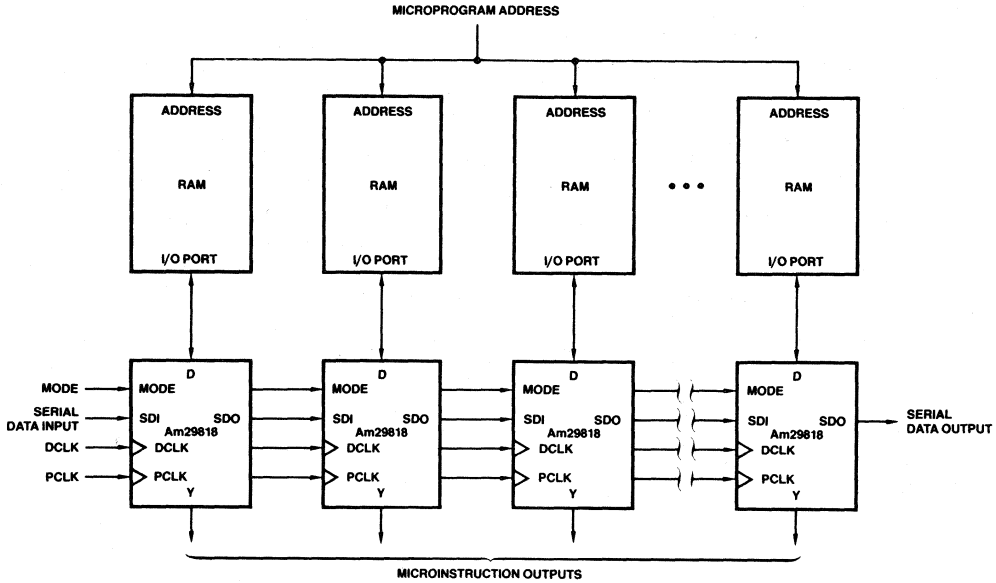 MICROPROGRAM ADDRESS
ADDRESS
RAM
I/O PORT
ADDRESS
RAM
I/O PORT
ADDRESS
RAM
I/O PORT
ADDRESS
RAM
I/O PORT
MODE
SERIAL
DATA INPUT
DCLK
PCLK
D
MODE
SDI SDO
Am29818
DCLK
PCLK
Y
D
MODE
SDI SDO
Am29818
DCLK
PCLK
Y
D
MODE
SDI SDO
Am29818
DCLK
PCLK
Y
D
MODE
SDI SDO
Am29818
DCLK
PCLK
Y
SERIAL
DATA OUTPUT
MICROINSTRUCTION OUTPUTS